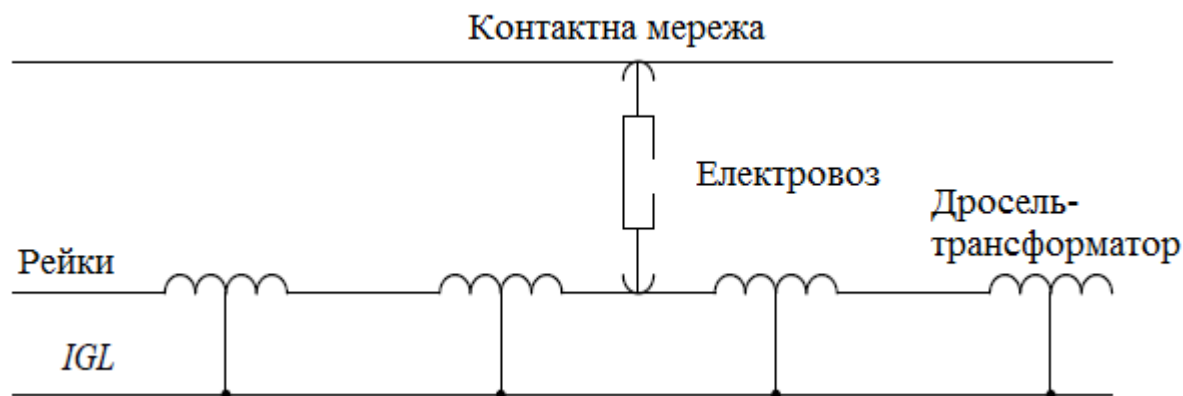 Контактна мережа
Електровоз
Дросель-
трансформатор
Рейки
IGL